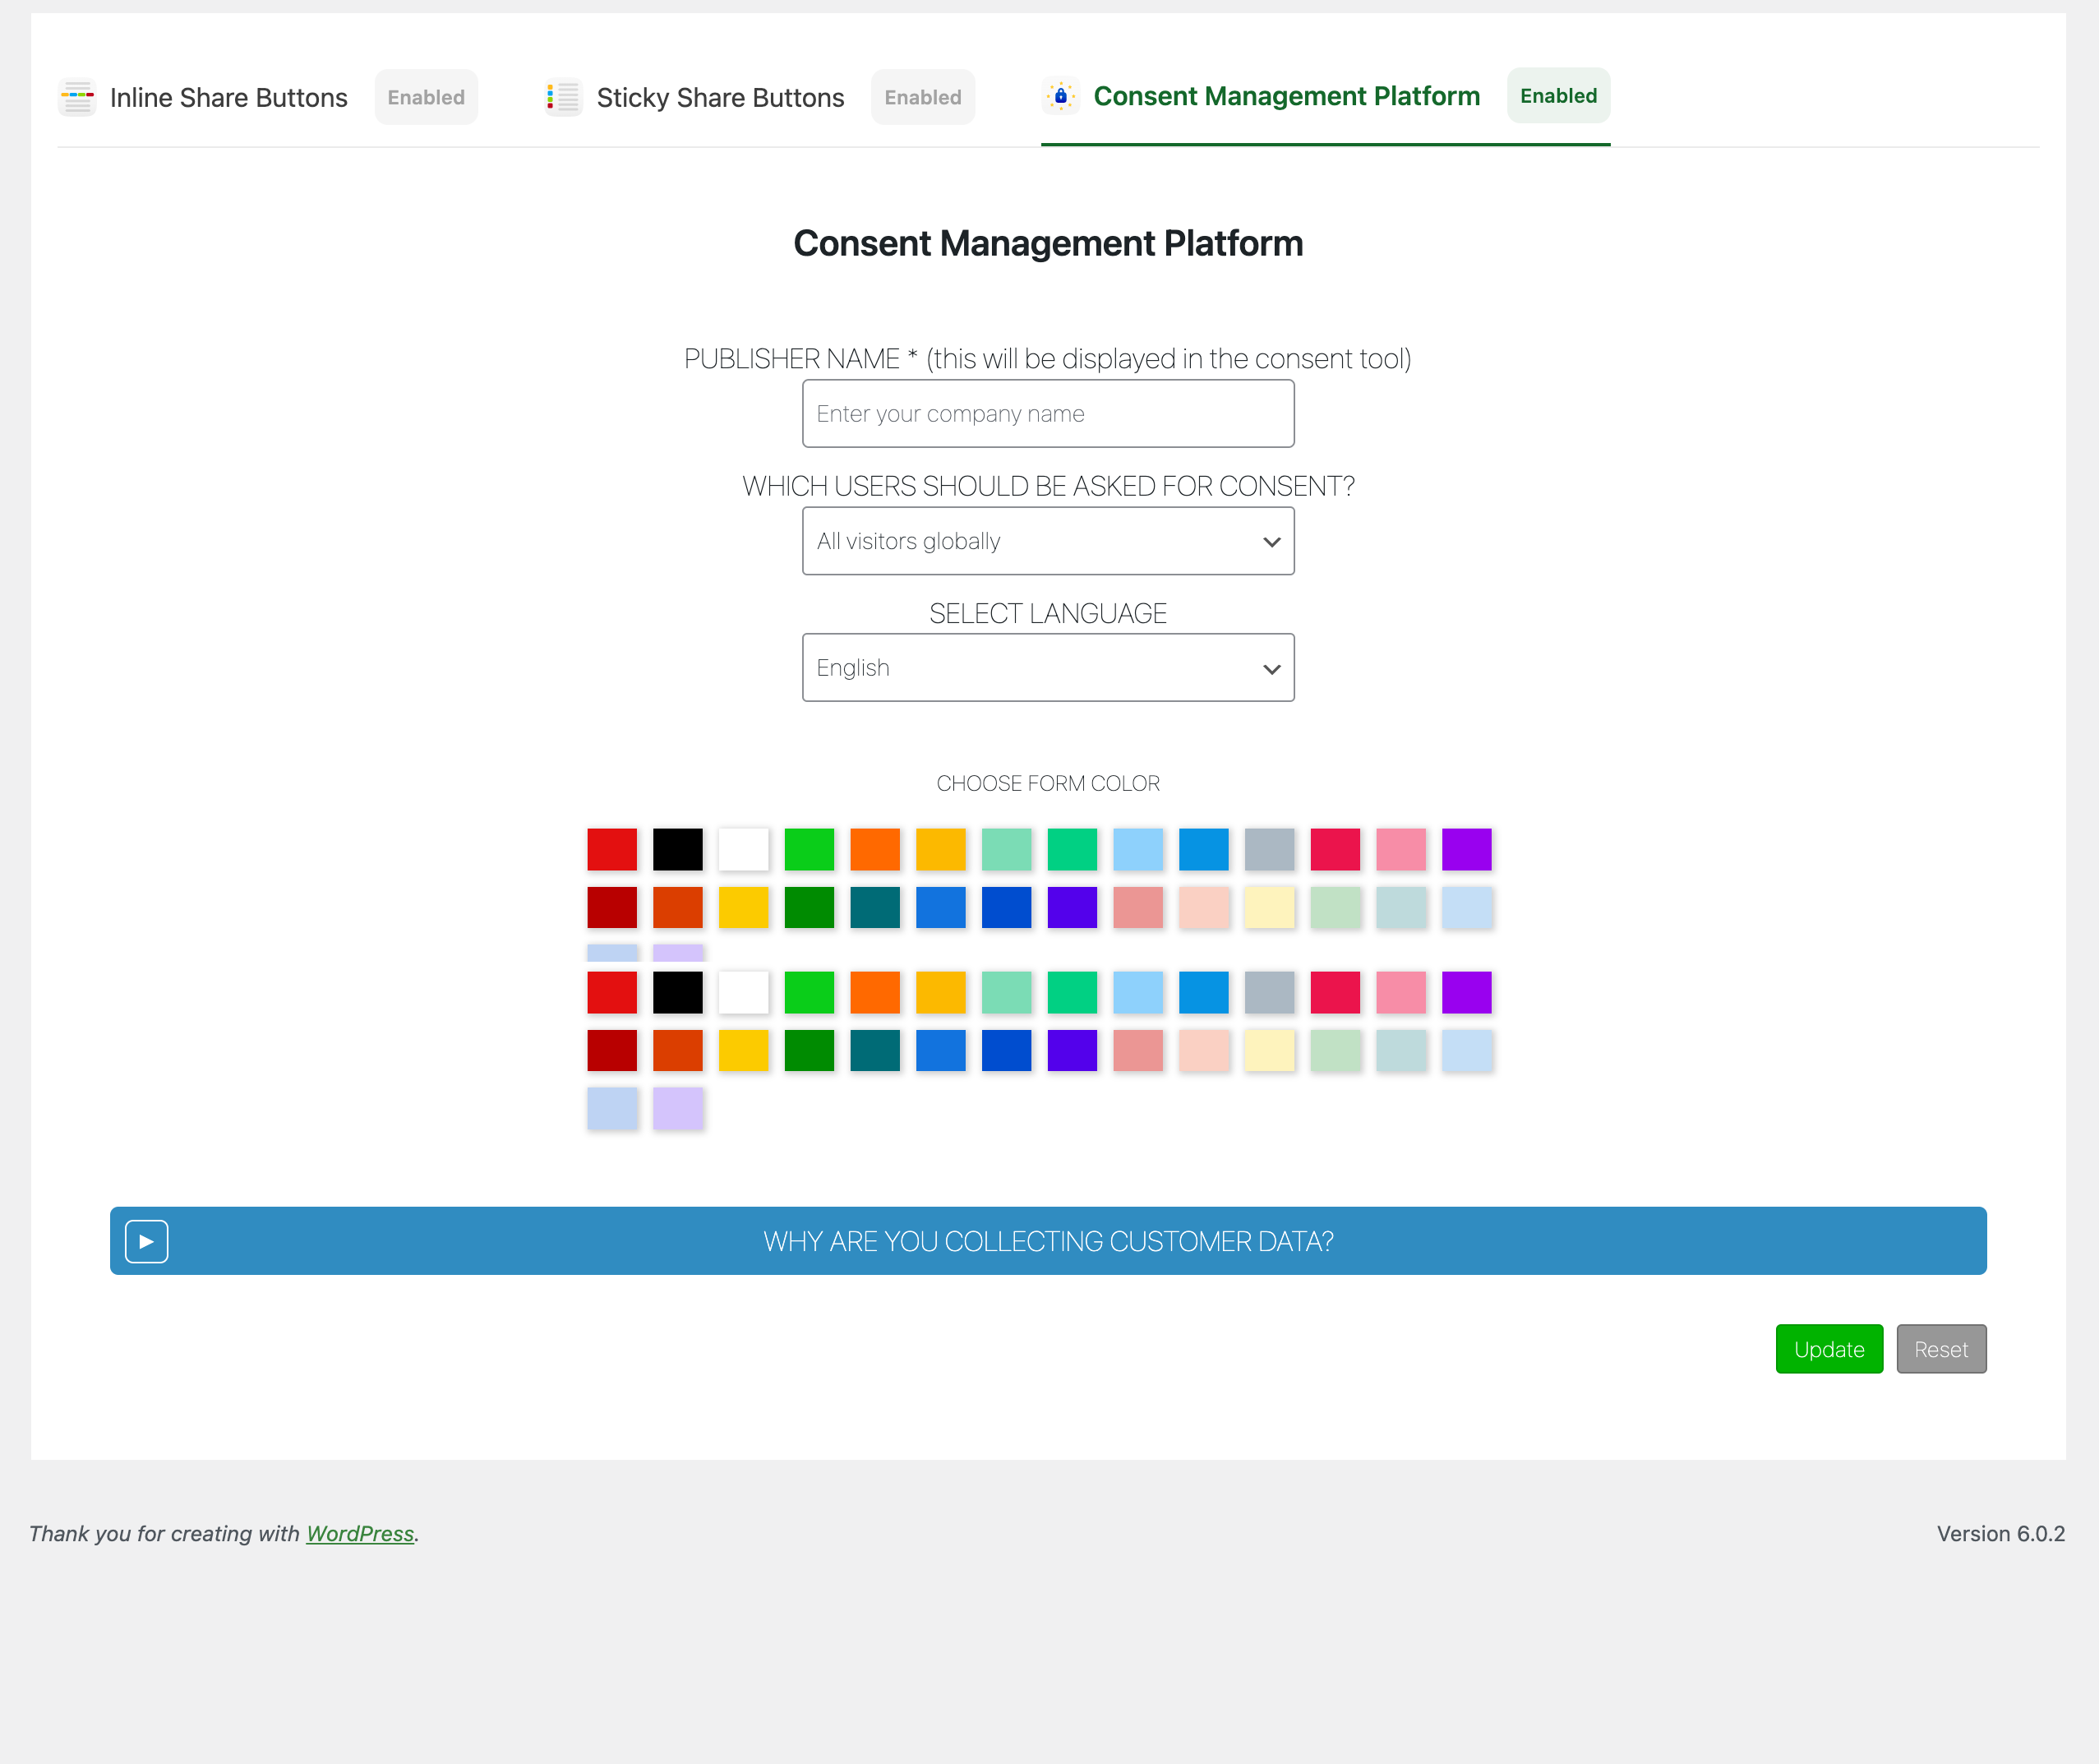 Inline Share Buttons Enabled Sticky Share Buttons Enabled Consent Management Platform Enabled
Consent Management Platform
PUBLISHER NAME * (this will be displayed in the consent tool)
Enter your company name
WHICH USERS SHOULD BE ASKED FOR CONSENT?
All visitors globally
SELECT LANGUAGE
English
CHOOSE FORM COLOR
WHY ARE YOU COLLECTING CUSTOMER DATA?
Update Reset
Thank you for creating with WordPress. Version 6.0.2